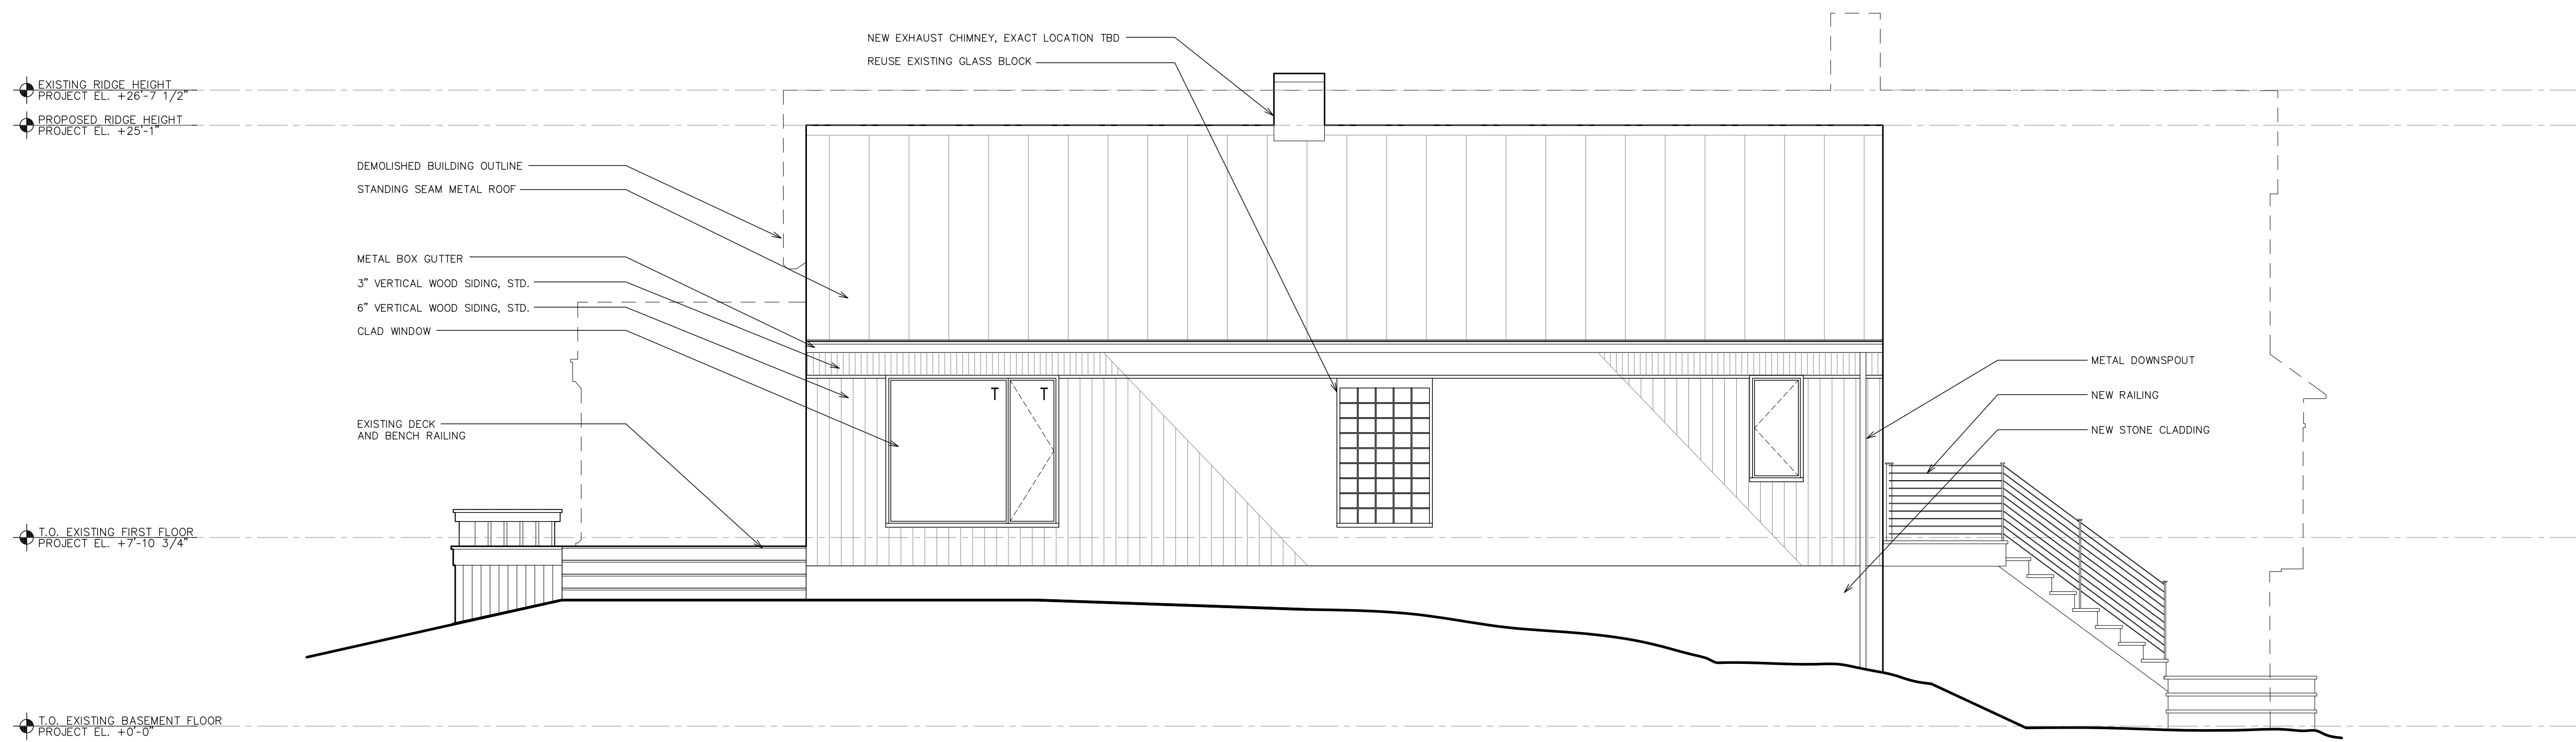 NEW EXHAUST CHIMNEY, EXACT LOCATION TBD
REUSE EXISTING GLASS BLOCK
EXISTING RIDGE HEIGHT
PROJECT EL. +26'-7 1/2"
PROPOSED RIDGE HEIGHT
PROJECT EL. +25'-1"
DEMOLISHED BUILDING OUTLINE
STANDING SEAM METAL ROOF
METAL BOX GUTTER
3" VERTICAL WOOD SIDING, STD.
6" VERTICAL WOOD SIDING, STD.
CLAD WINDOW
EXISTING DECK
AND BENCH RAILING
T T
METAL DOWNSPOUT
NEW RAILING
NEW STONE CLADDING
T.O. EXISTING FIRST FLOOR
PROJECT EL. +7'-10 3/4"
T.O. EXISTING BASEMENT FLOOR
PROJECT EL. +0'-0"